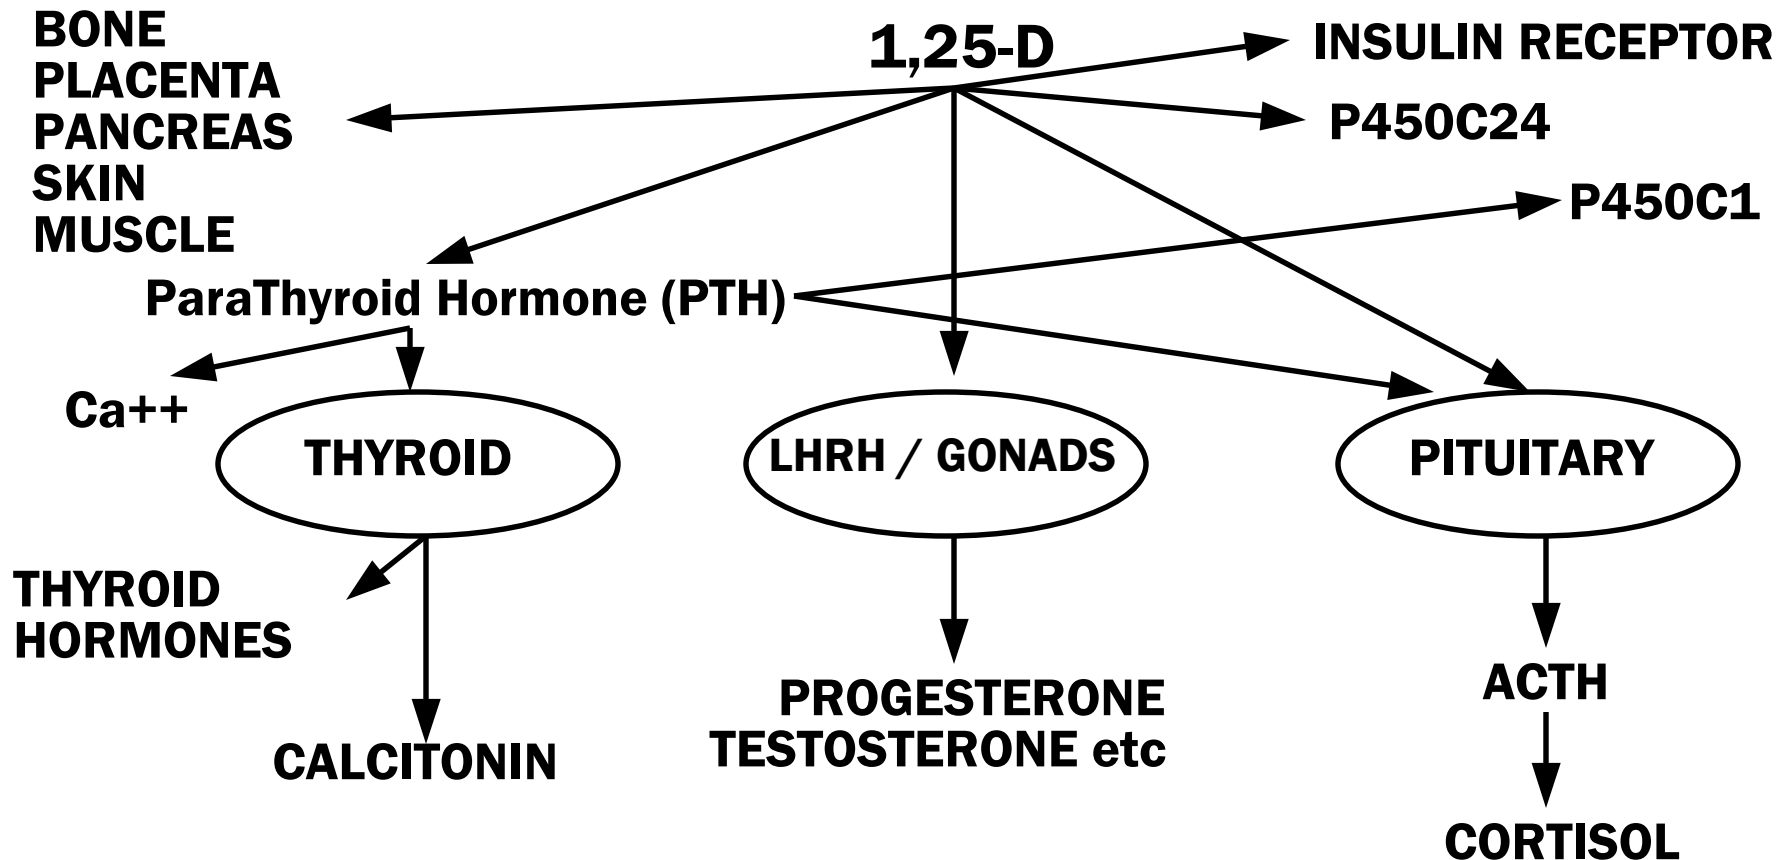 BONE
PLACENTA
PANCREAS
SKIN
MUSCLE
1,25-D
INSULIN RECEPTOR
P450C24
P450C1
ParaThyroid Hormone (PTH)
Ca++
THYROID
LHRH / GONADS
PITUITARY
THYROID
HORMONES
CALCITONIN
PROGESTERONE
TESTOSTERONE etc
ACTH
CORTISOL